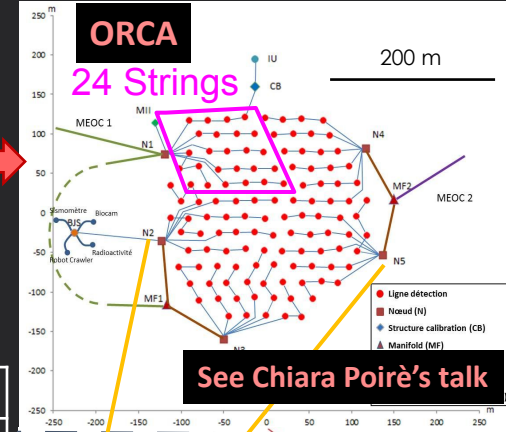 250 m
ORCA
24 Strings
200 m
200
IU
150
CB
MII
100
MEOC 1
N1
N4
50
MF2
MEOC 2
0
Sismomètre
Biocam
BJS
N2
-50
Radioactivité
Robot Crawler
N5
-100
MF1
Ligne détection
Nœud (N)
Structure calibration (CB)
Manifold (MF)
-150
See Chiara Poirè's talk
-200
-250
-250 -200 -150 -100 -50 0 50 100 150 200 250 m